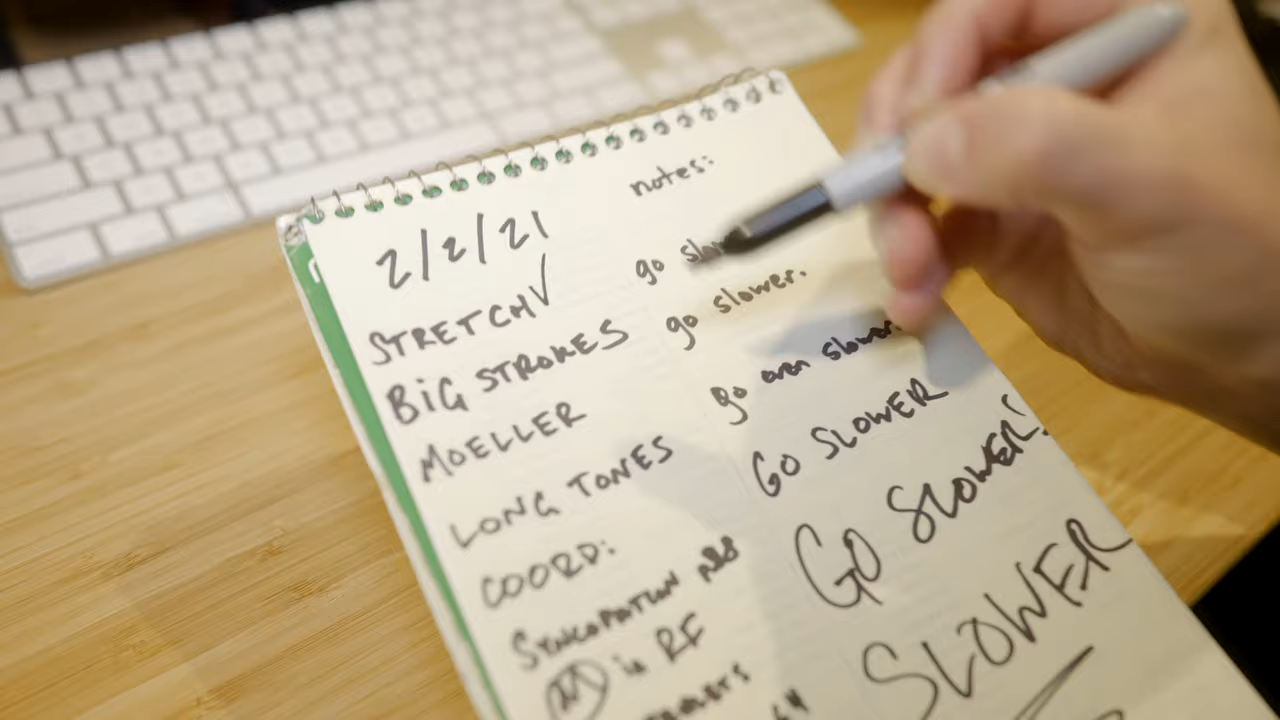 2/2/21
STRETCH✓
BIG STROKES
MOELLER
LONG TONES
COORD:
SYNCOPATION
in RF
notes:
go
go slower.
go even slower.
GO SLOWER
GO SLOWER!
SLOWER